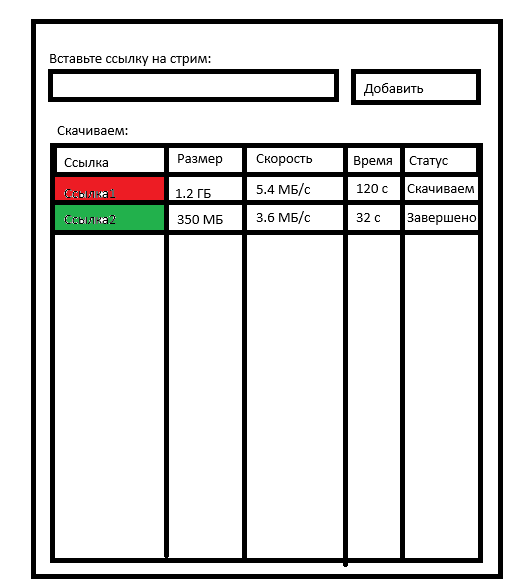 Вставьте ссылку на стрим:
Добавить
Скачиваем:
Ссылка Размер Скорость Время Статус
Ссылка1 1.2 ГБ 5.4 МБ/с 120 с Скачиваем
Ссылка2 350 МБ 3.6 МБ/с 32 с Завершено